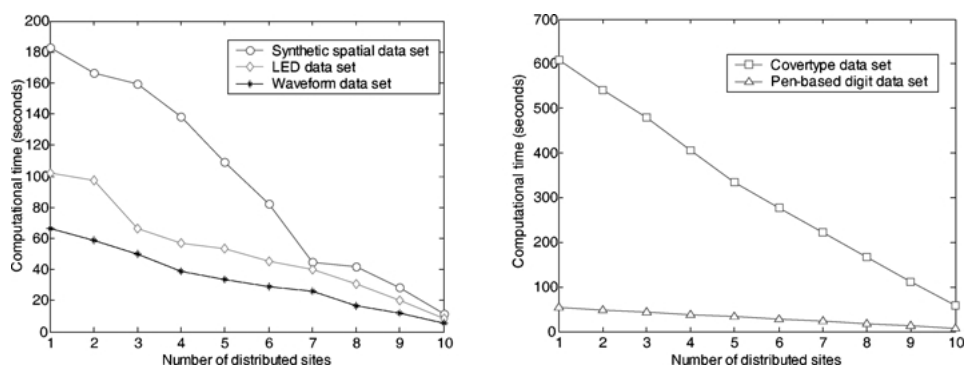 200
180
160
140
120
100
80
60
40
20
0
Computational time (seconds)
Synthetic spatial data set
LED data set
Waveform data set
1 2 3 4 5 6 7 8 9 10
Number of distributed sites
700
600
500
400
300
200
100
0
Computational time (seconds)
Covertype data set
Pen-based digit data set
1 2 3 4 5 6 7 8 9 10
Number of distributed sites